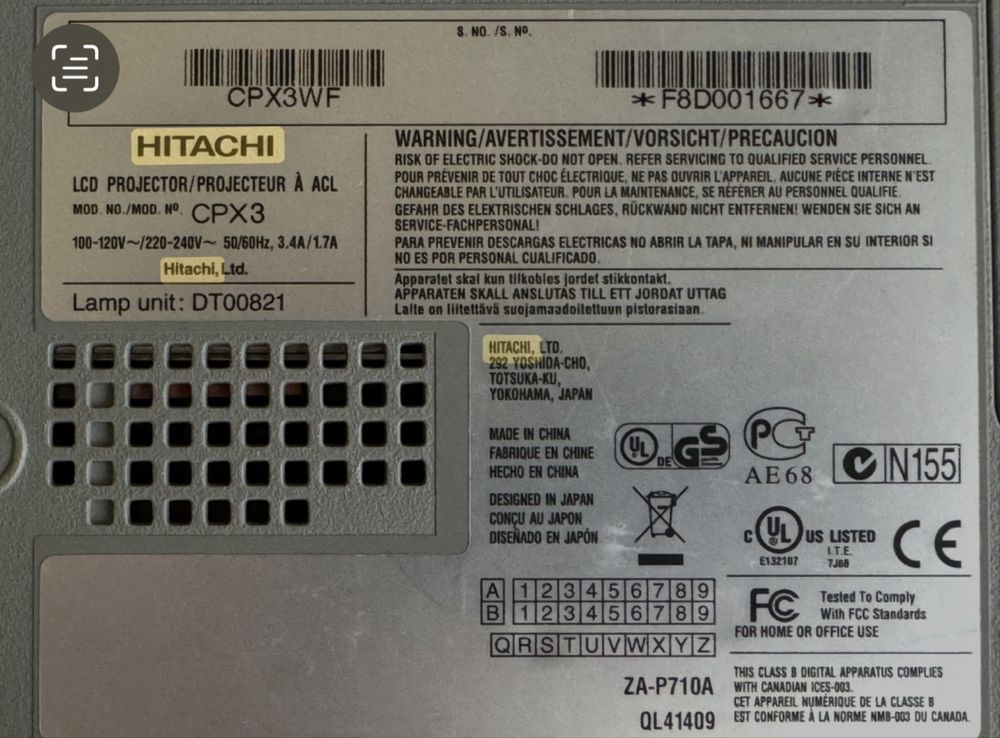 S. NO. /S. Nº.
CPX3WF
*F8D001667*
HITACHI
LCD PROJECTOR/PROJECTEUR À ACL
MOD. NO./MOD. Nº. CPX3
100-120V~/220-240V~ 50/60Hz, 3.4A/1.7A
Hitachi, Ltd.
Lamp unit: DT00821
WARNING/AVERTISSEMENT/VORSICHT/PRECAUCION
RISK OF ELECTRIC SHOCK-DO NOT OPEN. REFER SERVICING TO QUALIFIED SERVICE PERSONNEL.
POUR PRÉVENIR DE TOUT CHOC ÉLECTRIQUE, NE PAS OUVRIR L'APPAREIL, AUCUNE PIÈCE INTERNE N'EST
CHANGEABLE PAR L'UTILISATEUR. POUR LA MAINTENANCE, SE RÉFÉRER AU PERSONNEL QUALIFIE.
GEFAHR DES ELEKTRISCHEN SCHLAGES, RÜCKWAND NICHT ENTFERNEN! WENDEN SIE SICH AN
SERVICE-FACHPERSONAL!
PARA PREVENIR DESCARGAS ELECTRICAS NO ABRIR LA TAPA, NI MANIPULAR EN SU INTERIOR SI
NO ES POR PERSONAL CUALIFICADO.
Apparatet skal kun tilkobles jordet stikkontakt.
APPARATEN SKALL ANSLUTAS TILL ETT JORDAT UTTAG
Laite on liitettävä suojamaadoitettuun pistorasiaan.
HITACHI, LTD.
292 YOSHIDA-CHO,
TOTSUKA-KU,
YOKOHAMA, JAPAN
MADE IN CHINA
FABRIQUE EN CHINE
HECHO EN CHINA
DESIGNED IN JAPAN
CONÇU AU JAPON
DISEÑADO EN JAPÓN
UL DE GS
PCT
AE68
N155
C UL US LISTED
I.T.E.
E132107 7J88
CE
A 1 2 3 4 5 6 7 8 9
B 1 2 3 4 5 6 7 8 9
Q R S T U V W X Y Z
FC Tested To Comply
With FCC Standards
FOR HOME OR OFFICE USE
ZA-P710A
QL41409
THIS CLASS B DIGITAL APPARATUS COMPLIES
WITH CANADIAN ICES-003.
CET APPAREIL NUMÉRIQUE DE LA CLASSE B
EST CONFORME À LA NORME NMB-003 DU CANADA.